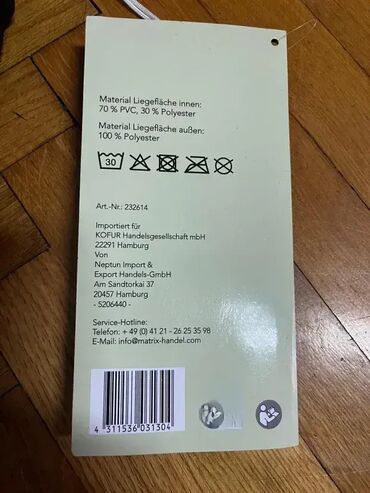 Material Liegefläche innen:
70 % PVC, 30 % Polyester
Material Liegefläche außen:
100 % Polyester
30
Art.-Nr.: 232614
Importiert für
KOFUR Handelsgesellschaft mbH
22291 Hamburg
Von
Neptun Import &
Export Handels-GmbH
Am Sandtorkai 37
20457 Hamburg
- 5206440 -
Service-Hotline:
Telefon: + 49 (0) 41 21 - 26 25 35 98
E-Mail: info@matrix-handel.com
4 311536 031304